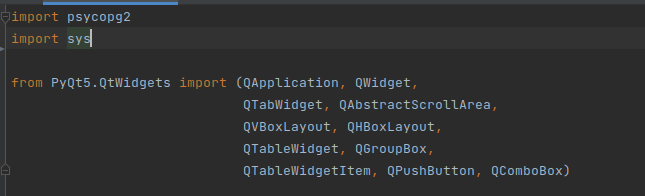 import psycopg2
import sys
from PyQt5.QtWidgets import (QApplication, QWidget,
QTabWidget, QAbstractScrollArea,
QVBoxLayout, QHBoxLayout,
QTableWidget, QGroupBox,
QTableWidgetItem, QPushButton, QComboBox)